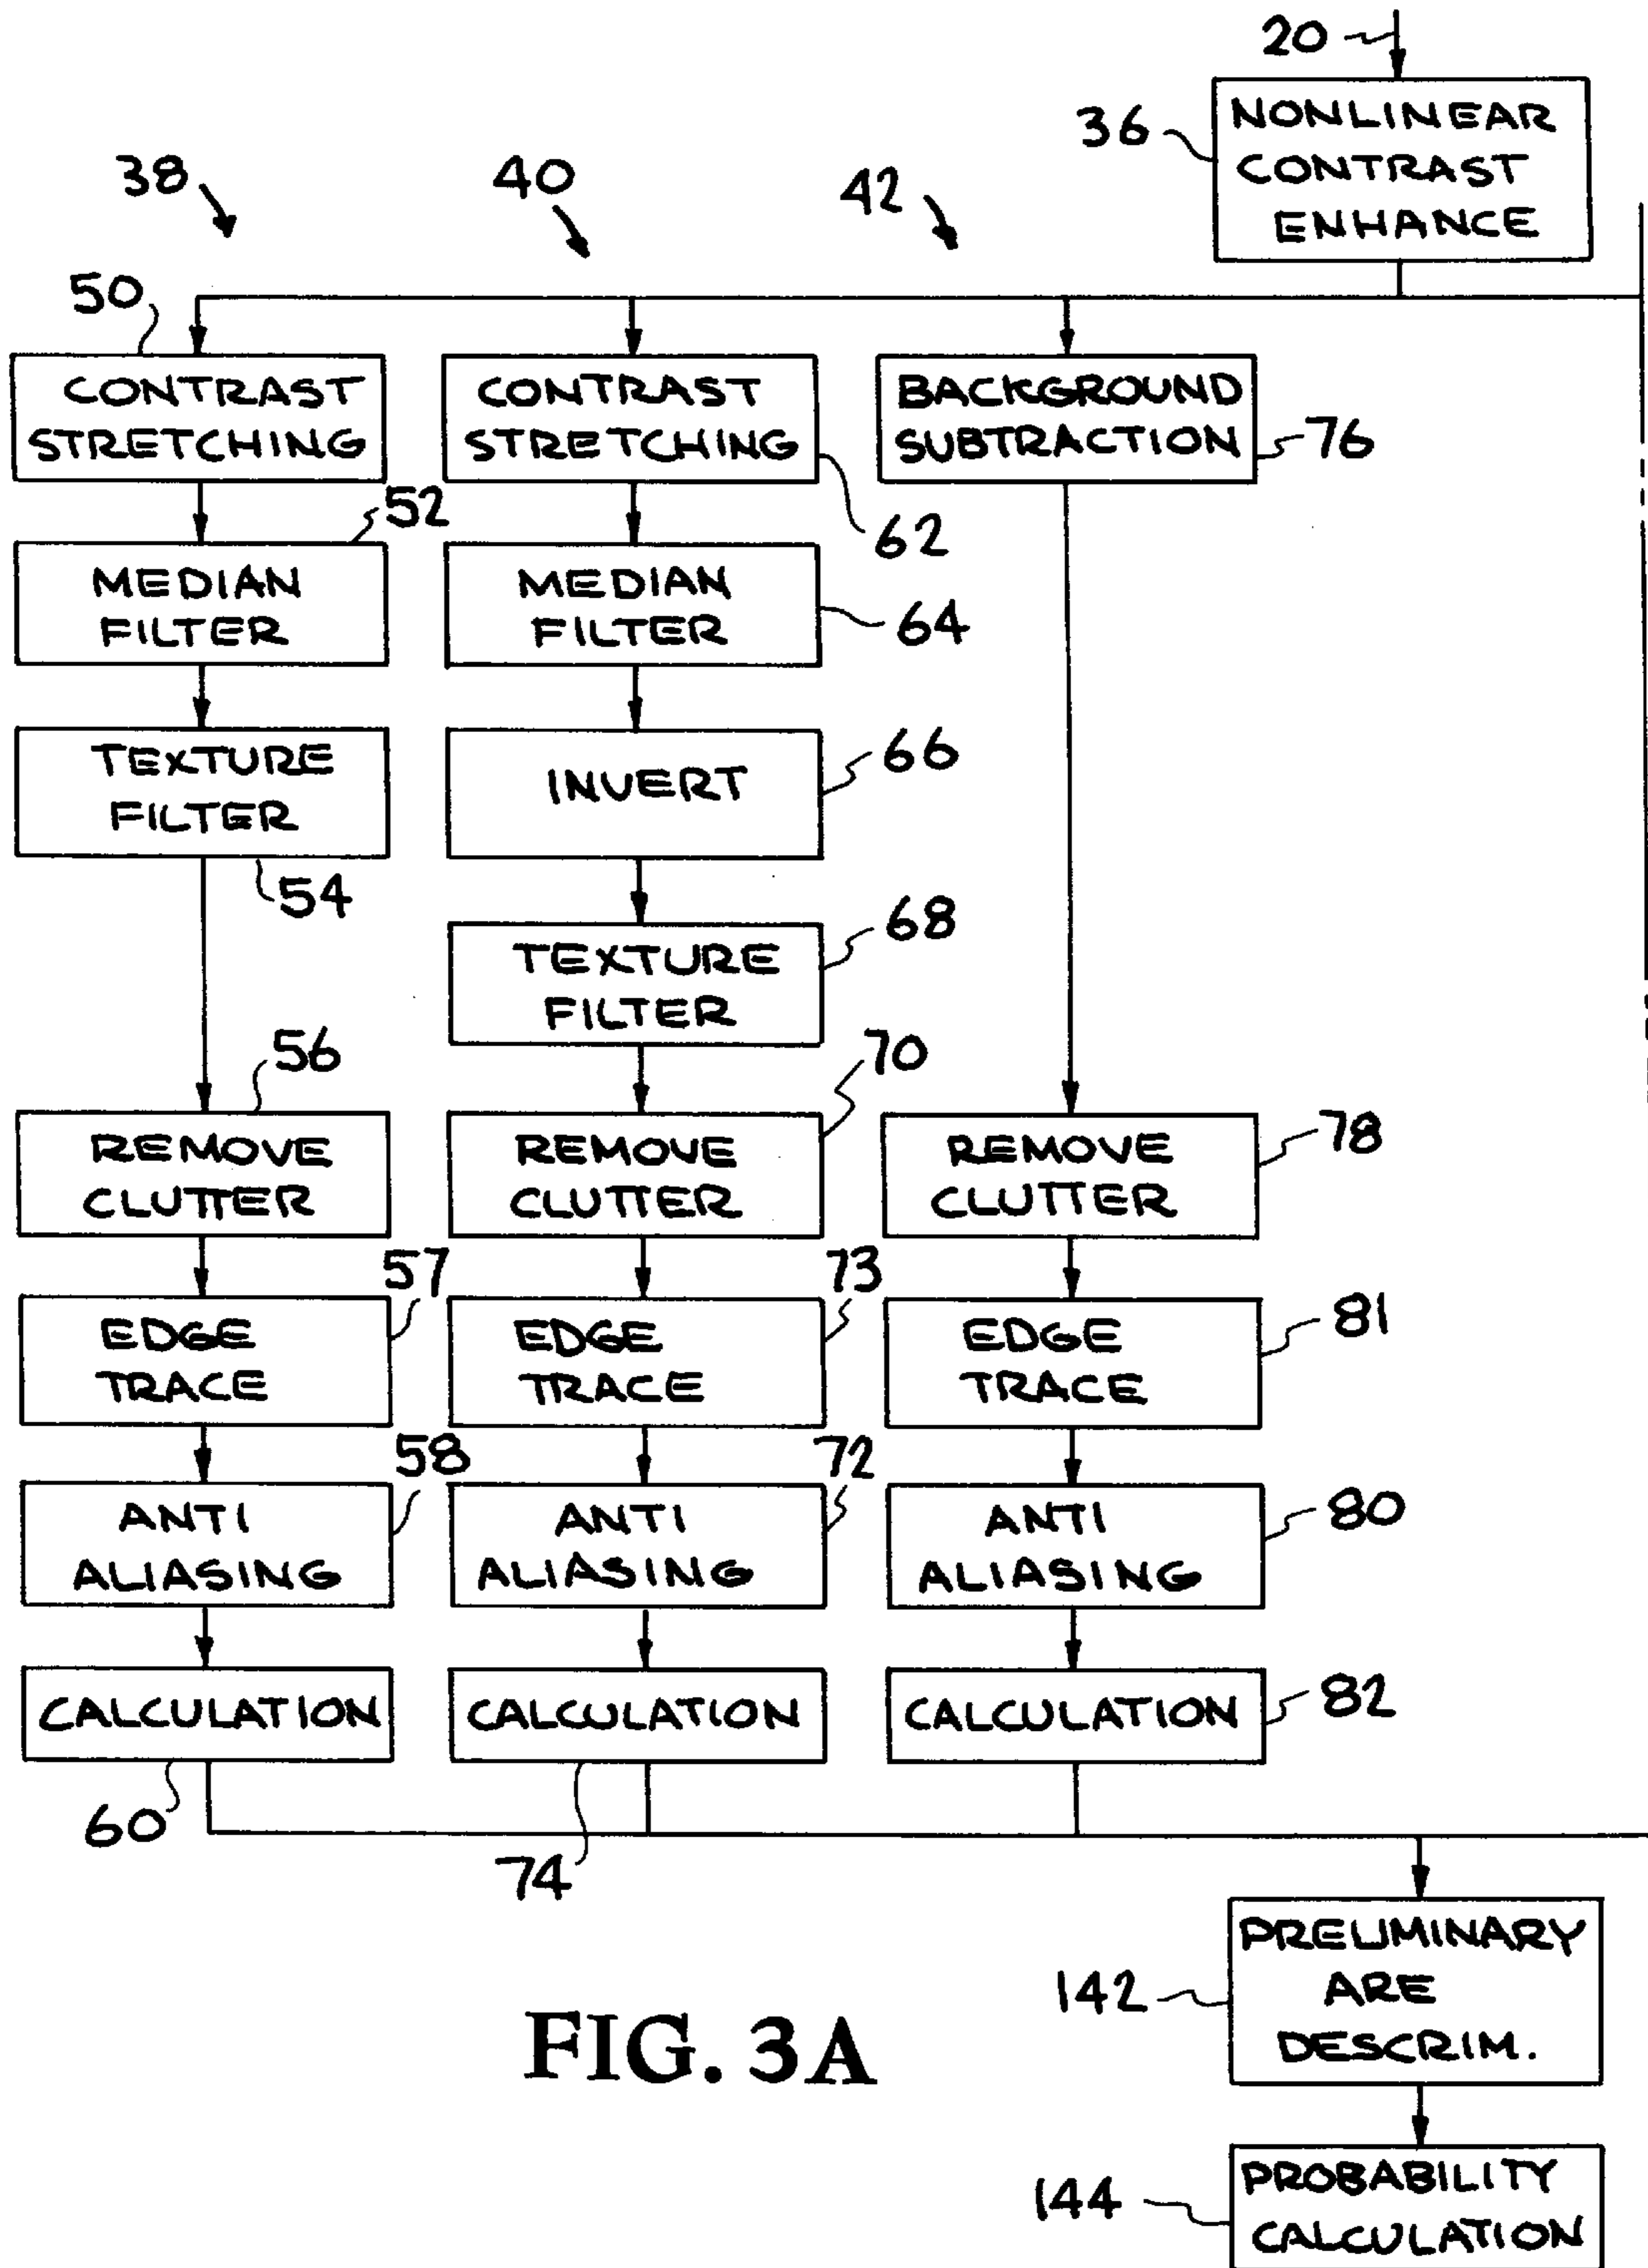 20
36
NONLINEAR
CONTRAST
ENHANCE
38
40
42
50
CONTRAST
STRETCHING
CONTRAST
STRETCHING
62
BACKGROUND
SUBTRACTION
76
52
MEDIAN
FILTER
MEDIAN
FILTER
64
TEXTURE
FILTER
54
INVERT
66
TEXTURE
FILTER
68
56
REMOVE
CLUTTER
70
REMOVE
CLUTTER
REMOVE
CLUTTER
78
57
EDGE
TRACE
73
EDGE
TRACE
EDGE
TRACE
81
58
ANTI
ALIASING
72
ANTI
ALIASING
ANTI
ALIASING
80
CALCULATION
60
CALCULATION
74
CALCULATION
82
142
PRELIMINARY
ARE
DESCRIM.
144
PROBABILITY
CALCULATION
FIG. 3A